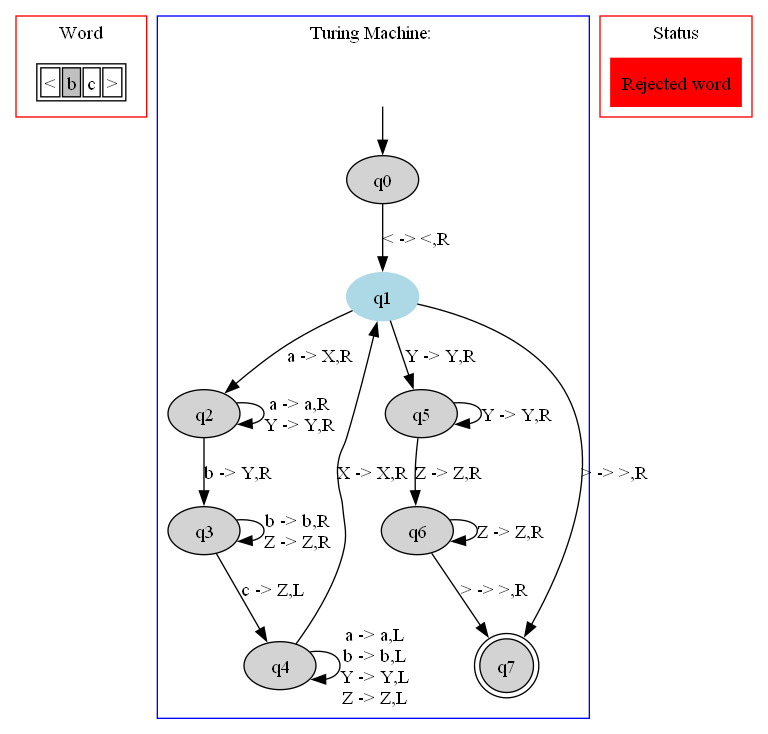 Word
< b c >
Turing Machine:
Status
Rejected word
q0
< -> <,R
q1
a -> X,R
Y -> Y,R
q2
a -> a,R
Y -> Y,R
q5
Y -> Y,R
b -> Y,R
X -> X,R
Z -> Z,R
> -> >,R
q3
b -> b,R
Z -> Z,R
q6
Z -> Z,R
c -> Z,L
> -> >,R
q4
a -> a,L
b -> b,L
Y -> Y,L
Z -> Z,L
q7